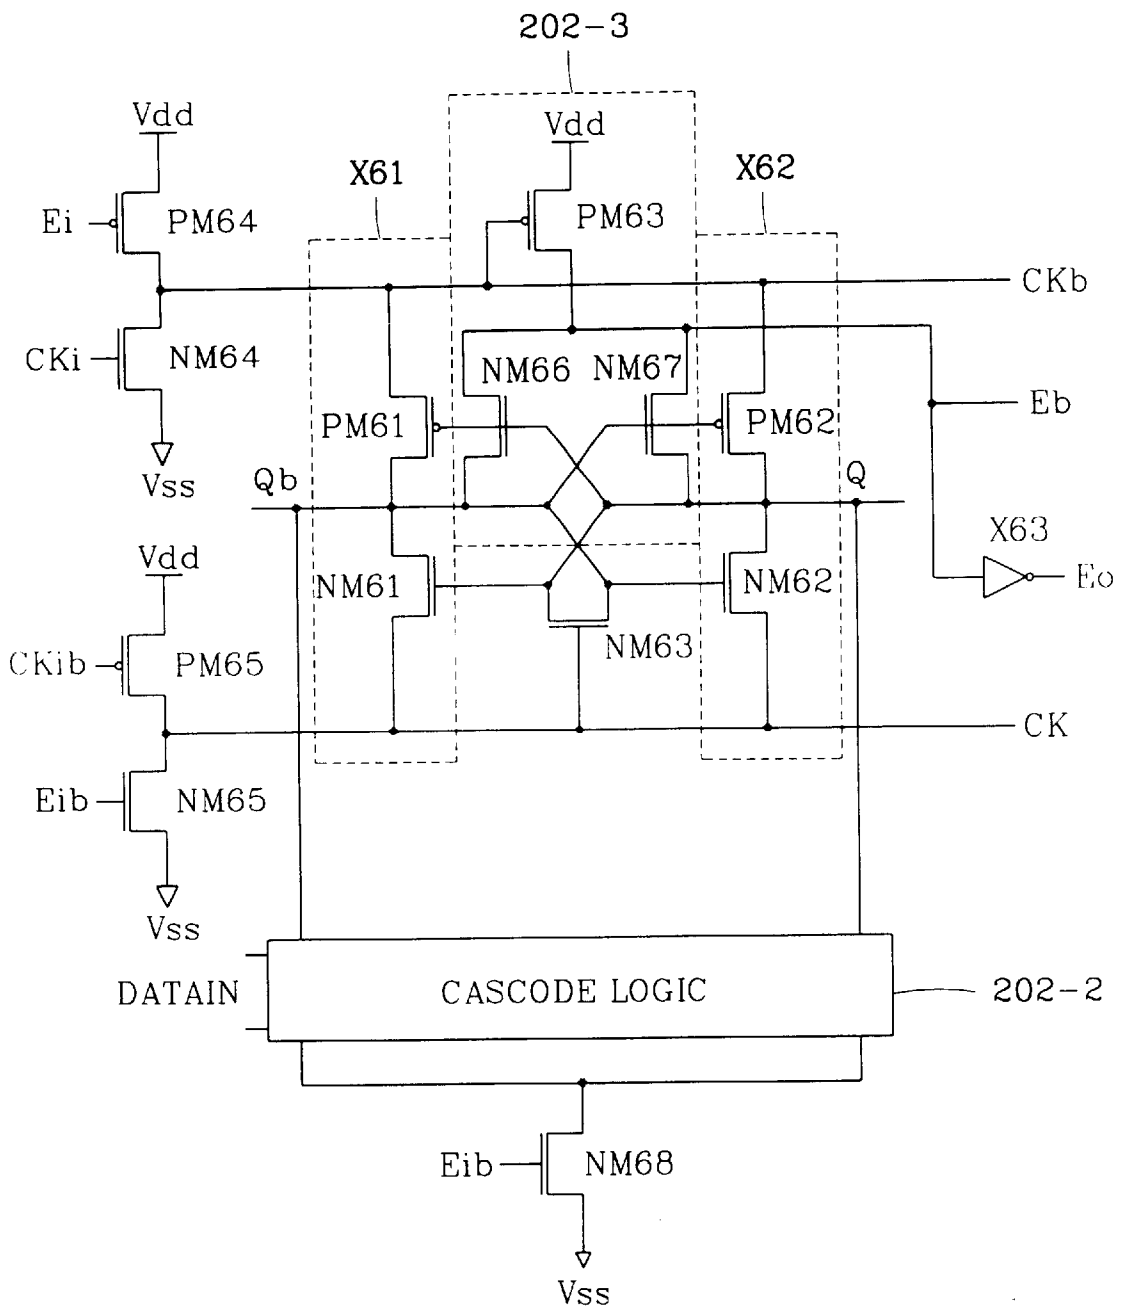 202-3
Vdd
Vdd
X61
X62
Ei
PM64
PM63
CKb
CKi
NM64
NM66
NM67
Eb
PM61
PM62
Vss
Qb
Q
X63
Vdd
NM61
NM62
Eo
CKib
PM65
NM63
CK
Eib
NM65
Vss
DATAIN
CASCODE LOGIC
202-2
Eib
NM68
Vss